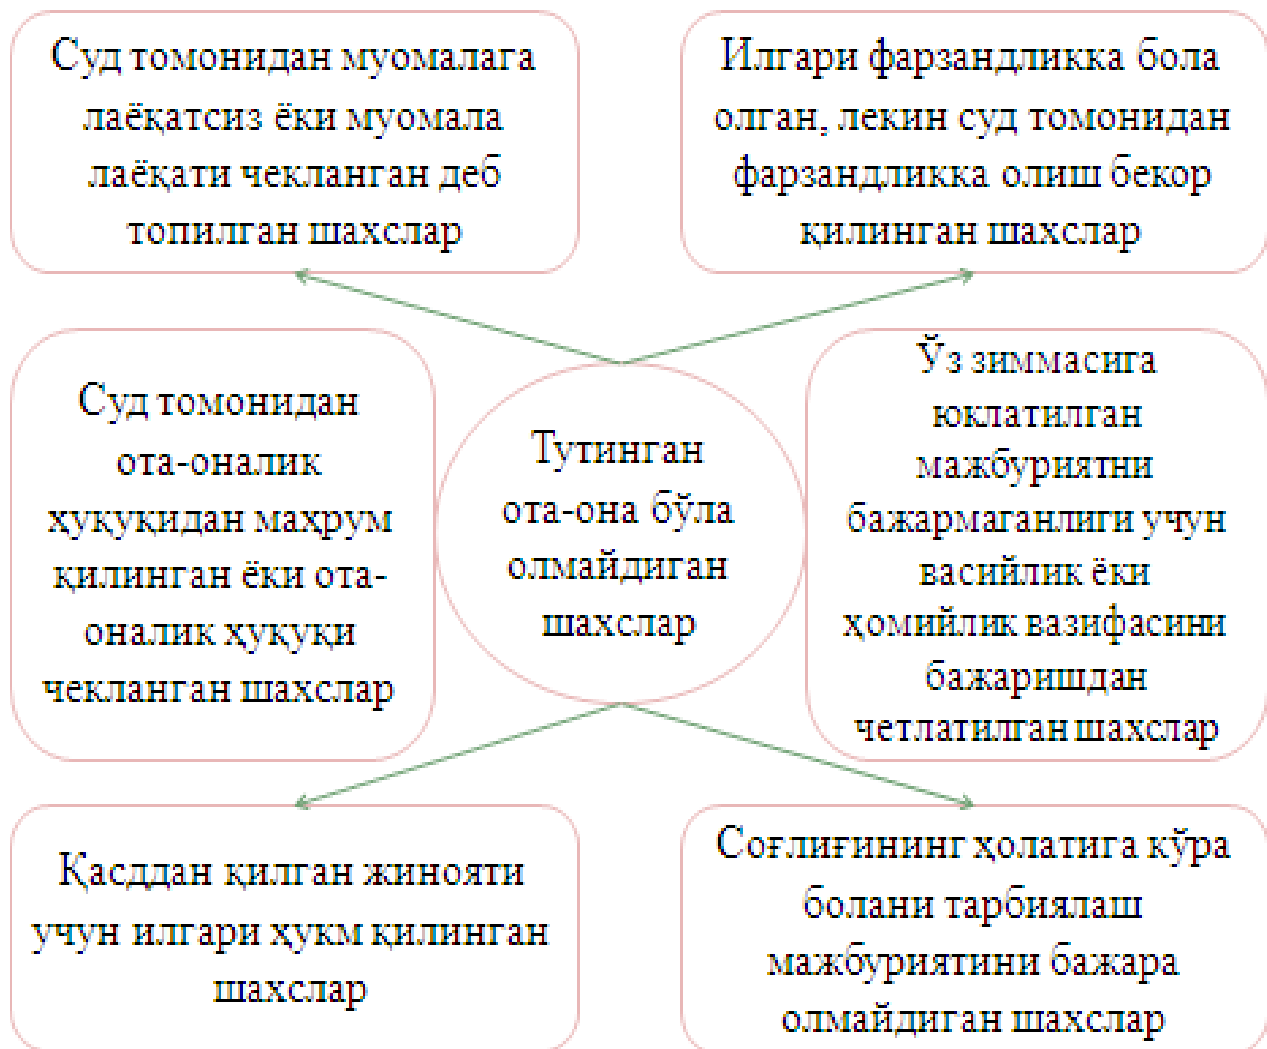 Суд томонидан муомалага
лаёқатсиз ёки муомала
лаёқати чекланган деб
топилган шахслар
Илгари фарзандликка бола
олган, лекин суд томонидан
фарзандликка олиш бекор
қилинган шахслар
Суд томонидан
ота-оналик
ҳуқуқидан маҳрум
қилинган ёки ота-
оналик ҳуқуқи
чекланган шахслар
Тутинган
ота-она бўла
олмайдиган
шахслар
Ўз зиммасига
юклатилган
мажбуриятни
бажармаганлиги учун
васийлик ёки
ҳомийлик вазифасини
бажаришдан
четлатилган шахслар
Қасддан қилган жинояти
учун илгари ҳукм қилинган
шахслар
Соғлиғининг ҳолатига кўра
болани тарбиялаш
мажбуриятини бажара
олмайдиган шахслар